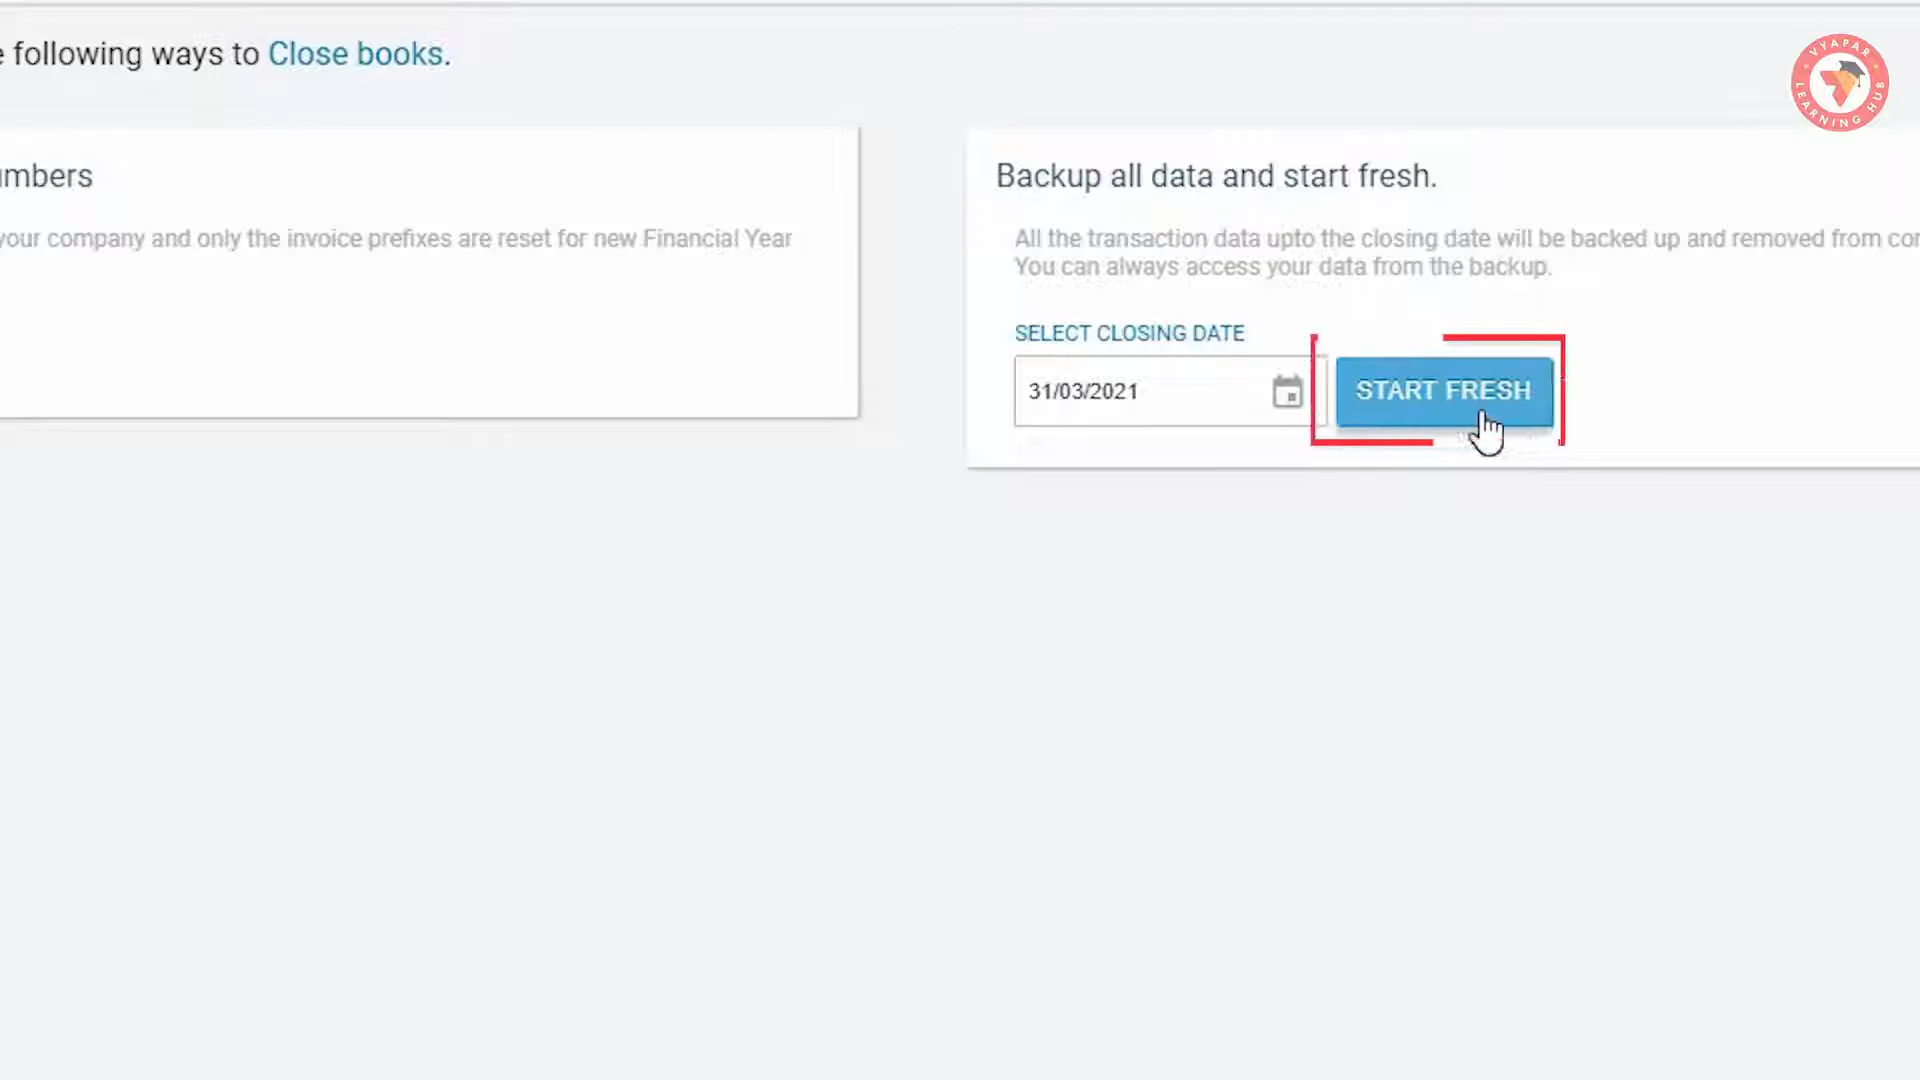 following ways to Close books.
VYAPAR
LEARNING HUB
Backup all data and start fresh.
your company and only the invoice prefixes are reset for new Financial Year
All the transaction data upto the closing date will be backed up and removed from
You can always access your data from the backup.
SELECT CLOSING DATE
31/03/2021
START FRESH